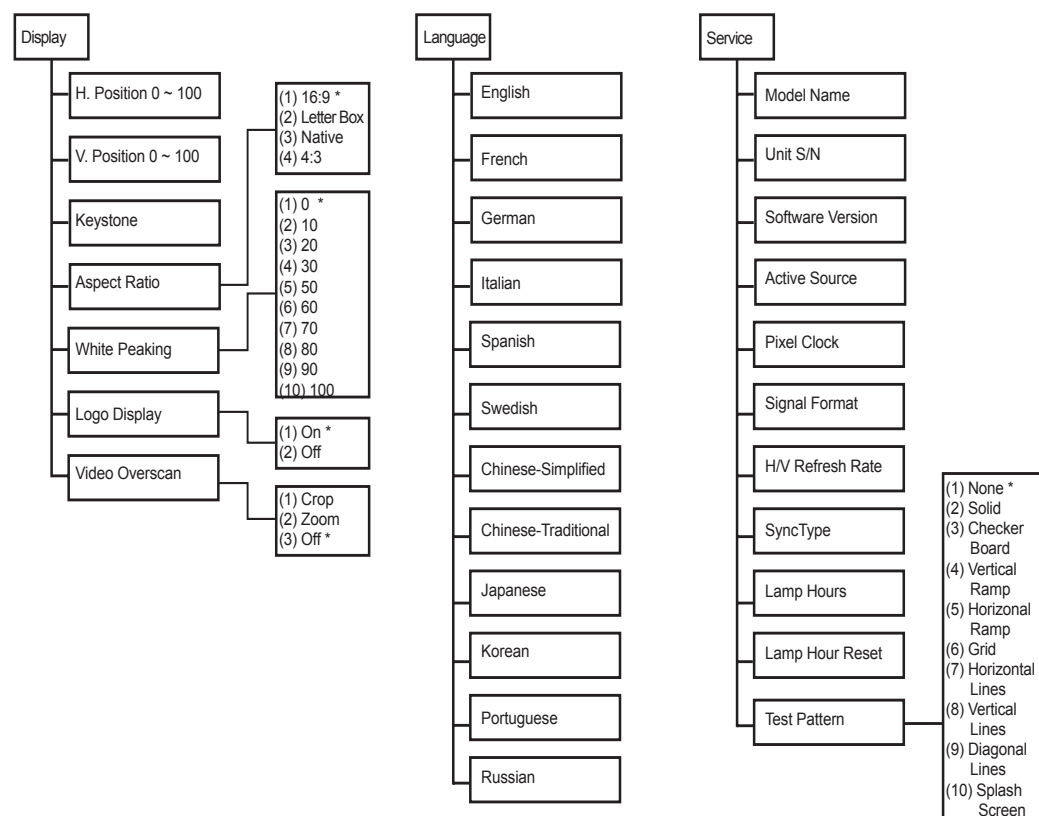 Display
H. Position 0 ~ 100
V. Position 0 ~ 100
Keystone
Aspect Ratio
White Peaking
Logo Display
Video Overscan
(1) 16:9 *
(2) Letter Box
(3) Native
(4) 4:3
(1) 0 *
(2) 10
(3) 20
(4) 30
(5) 50
(6) 60
(7) 70
(8) 80
(9) 90
(10) 100
(1) On *
(2) Off
(1) Crop
(2) Zoom
(3) Off *
Language
English
French
German
Italian
Spanish
Swedish
Chinese-Simplified
Chinese-Traditional
Japanese
Korean
Portuguese
Russian
Service
Model Name
Unit S/N
Software Version
Active Source
Pixel Clock
Signal Format
H/V Refresh Rate
SyncType
Lamp Hours
Lamp Hour Reset
Test Pattern
(1) None *
(2) Solid
(3) Checker
Board
(4) Vertical
Ramp
(5) Horizonal
Ramp
(6) Grid
(7) Horizontal
Lines
(8) Vertical
Lines
(9) Diagonal
Lines
(10) Splash
Screen